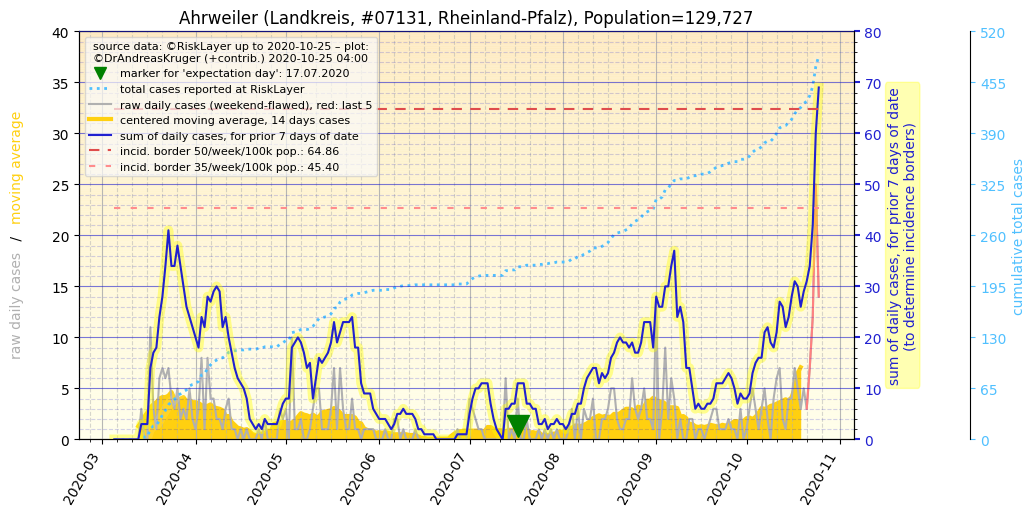 Ahrweiler (Landkreis, #07131, Rheinland-Pfalz), Population=129,727
source data: ©RiskLayer up to 2020-10-25 – plot:
©DrAndreasKruger (+contrib.) 2020-10-25 04:00
marker for 'expectation day': 17.07.2020
total cases reported at RiskLayer
raw daily cases (weekend-flawed), red: last 5
centered moving average, 14 days cases
sum of daily cases, for prior 7 days of date
incid. border 50/week/100k pop.: 64.86
incid. border 35/week/100k pop.: 45.40
raw daily cases / moving average
40
35
30
25
20
15
10
5
0
80
70
60
50
40
30
20
10
0
sum of daily cases, for prior 7 days of date
(to determine incidence borders)
520
455
390
325
260
195
130
65
0
cumulative total cases
2020-03
2020-04
2020-05
2020-06
2020-07
2020-08
2020-09
2020-10
2020-11